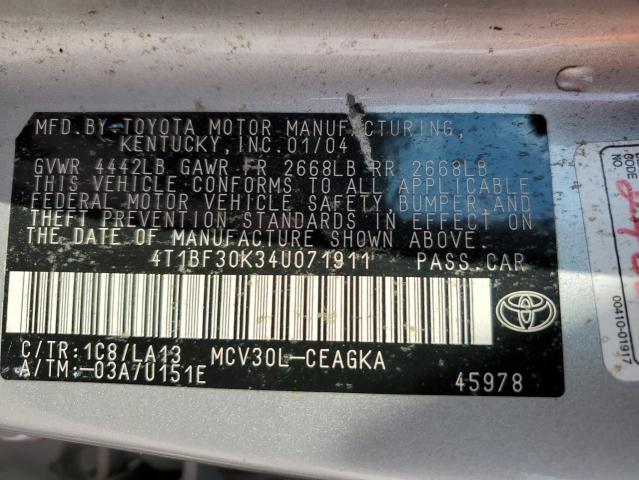 MFD.BY:TOYOTA MOTOR MANUFACTURING,
KENTUCKY,INC.01/04
GVWR 4442LB GAWR FR 2668LB RR 2668LB
THIS VEHICLE CONFORMS TO ALL APPLICABLE
FEDERAL MOTOR VEHICLE SAFETY, BUMPER AND
THEFT PREVENTION STANDARDS IN EFFECT ON
THE DATE OF MANUFACTURE SHOWN ABOVE.
4T1BF30K34U071911 PASS.CAR
C/TR:1C8/LA13 MCV30L-CEAGKA
A/TM:-03A/U151E
45978
NO.
00410-01917